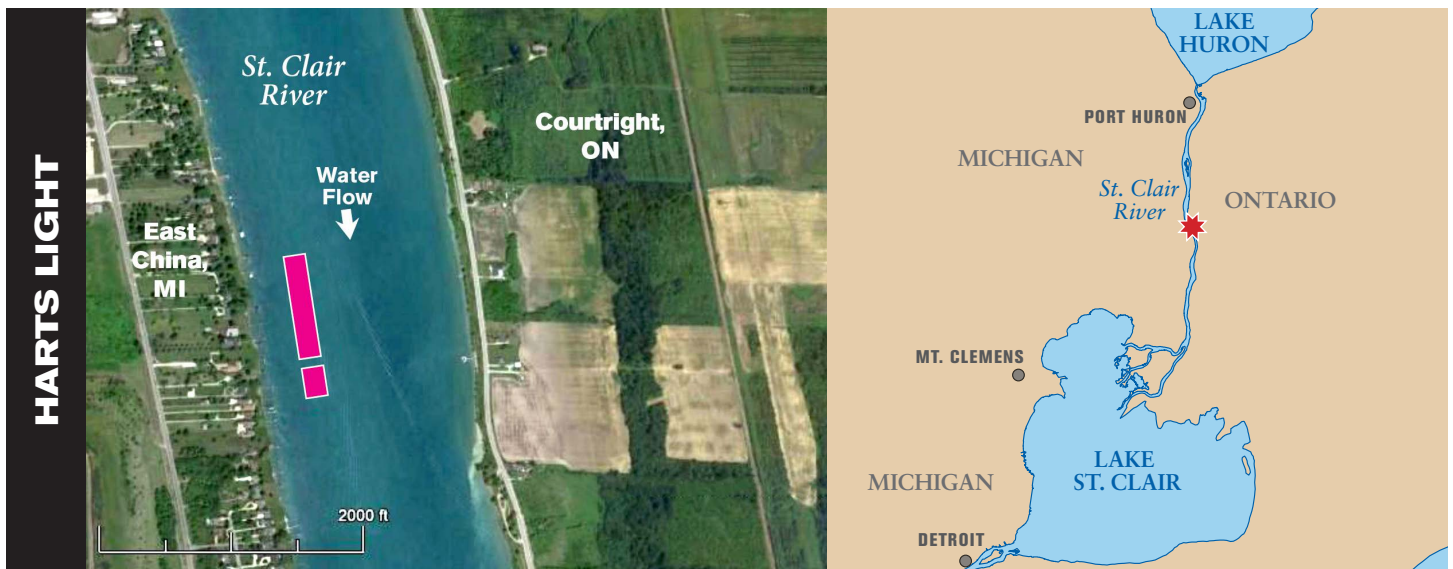 HARTS LIGHT
St. Clair
River
Water
Flow
East
China,
MI
Courtright,
ON
2000 ft
LAKE
HURON
PORT HURON
MICHIGAN
St. Clair
River
ONTARIO
MT. CLEMENS
LAKE
ST. CLAIR
MICHIGAN
DETROIT